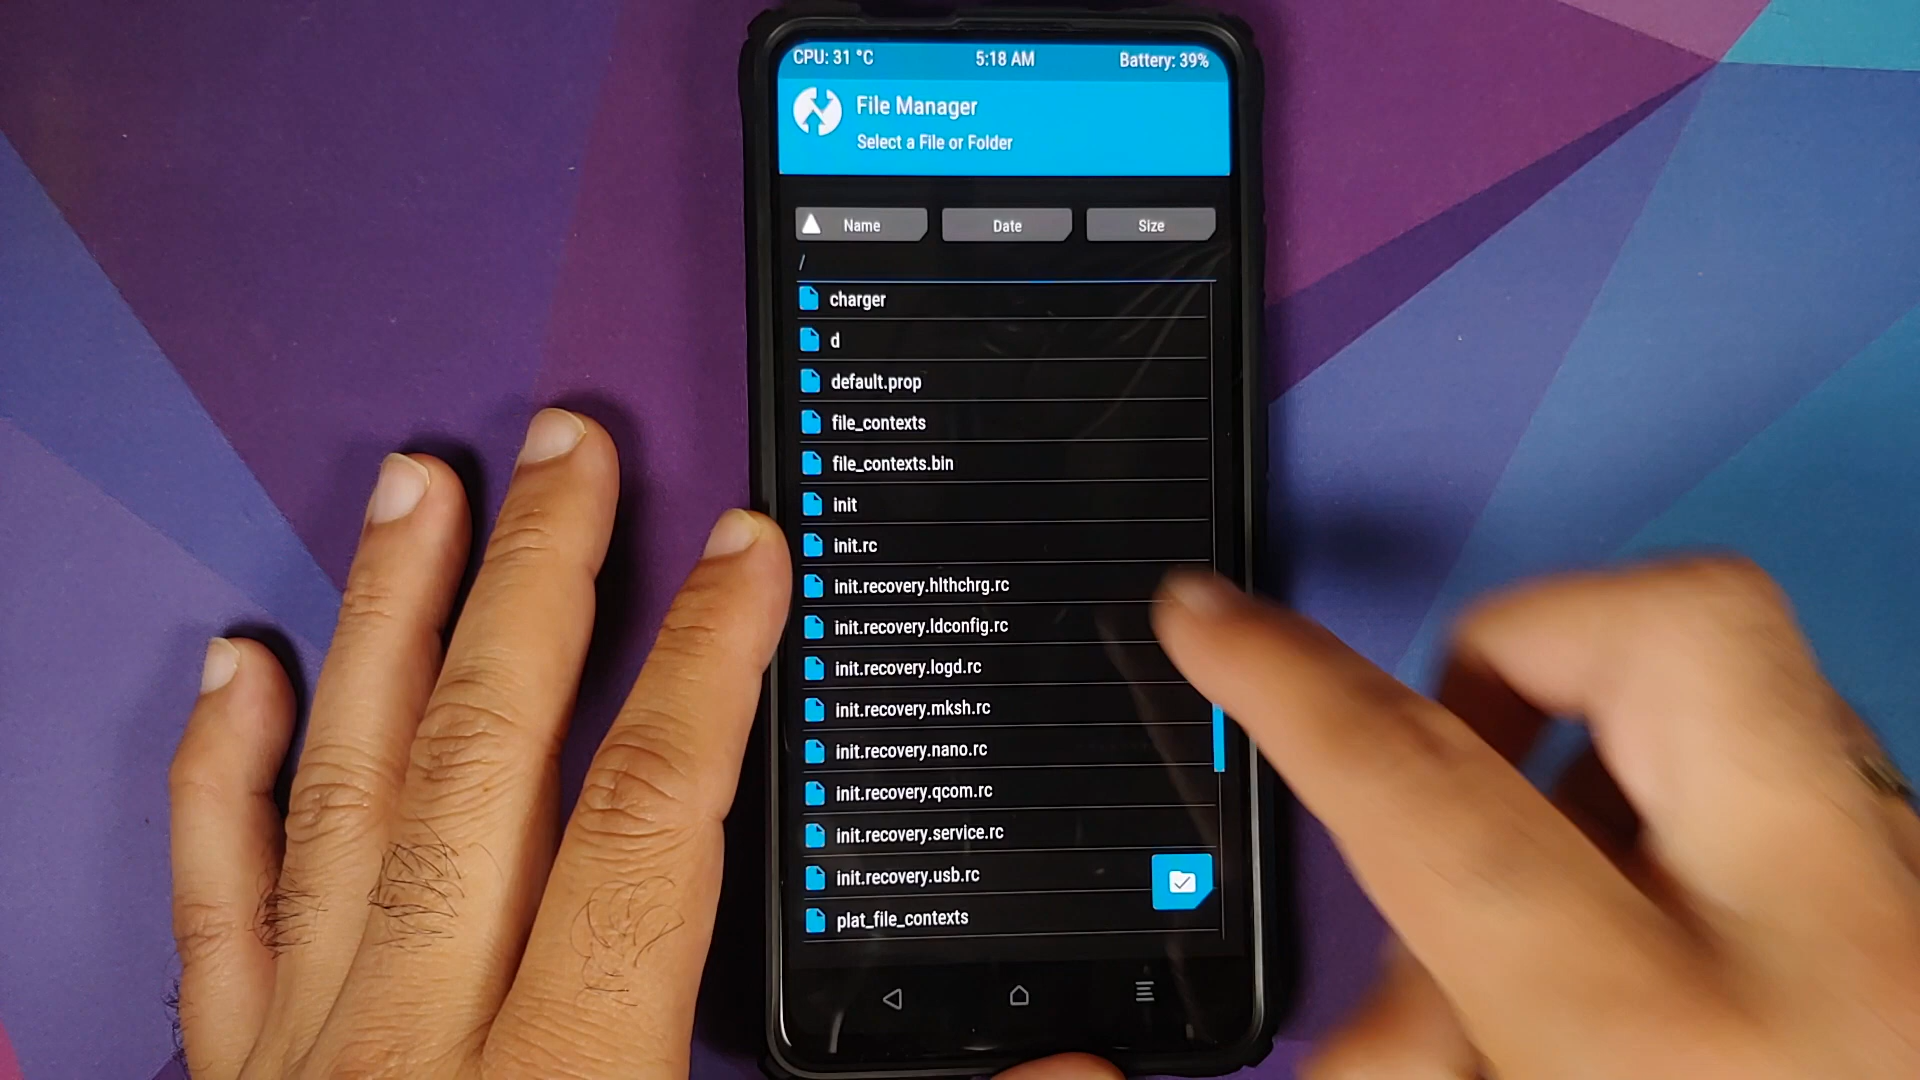 CPU: 31 °C 5:18 AM Battery: 39%
File Manager
Select a File or Folder
Name Date Size
/
charger
d
default.prop
file_contexts
file_contexts.bin
init
init.rc
init.recovery.hlthchrg.rc
init.recovery.ldconfig.rc
init.recovery.logd.rc
init.recovery.mksh.rc
init.recovery.nano.rc
init.recovery.qcom.rc
init.recovery.service.rc
init.recovery.usb.rc
plat_file_contexts